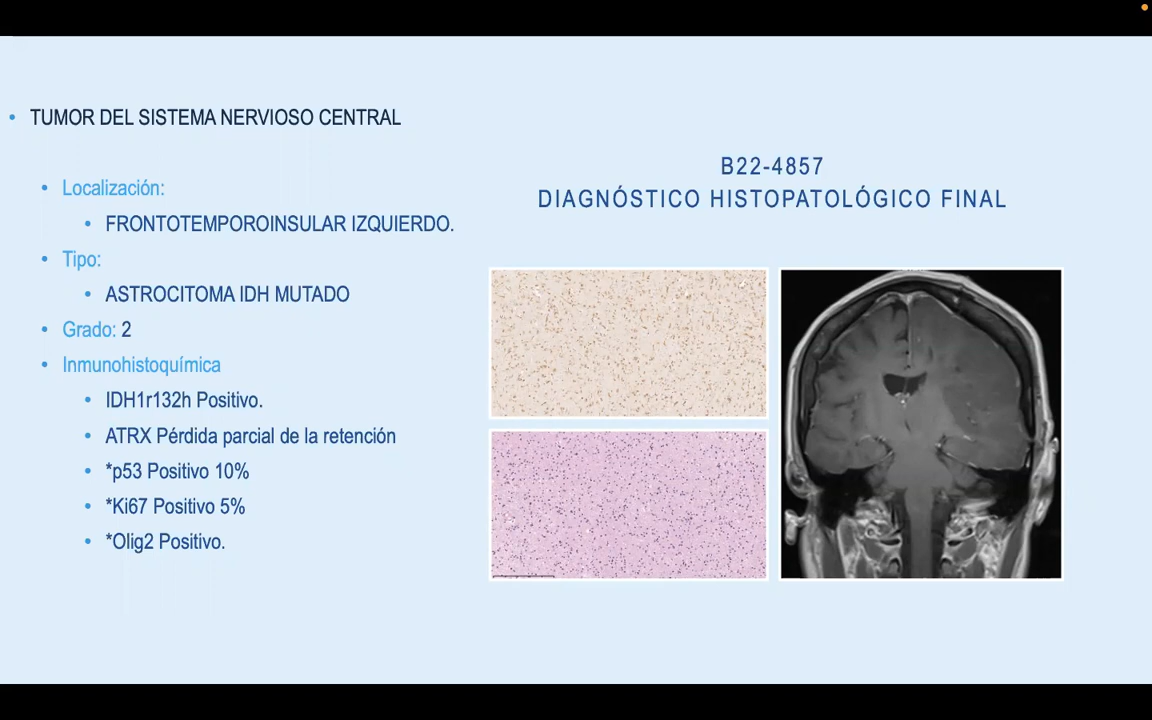 TUMOR DEL SISTEMA NERVIOSO CENTRAL
Localización:
FRONTOTEMPOROINSULAR IZQUIERDO.
Tipo:
ASTROCITOMA IDH MUTADO
Grado: 2
Inmunohistoquímica
IDH1r132h Positivo.
ATRX Pérdida parcial de la retención
*p53 Positivo 10%
*Ki67 Positivo 5%
*Olig2 Positivo.
B22-4857
DIAGNÓSTICO HISTOPATOLÓGICO FINAL